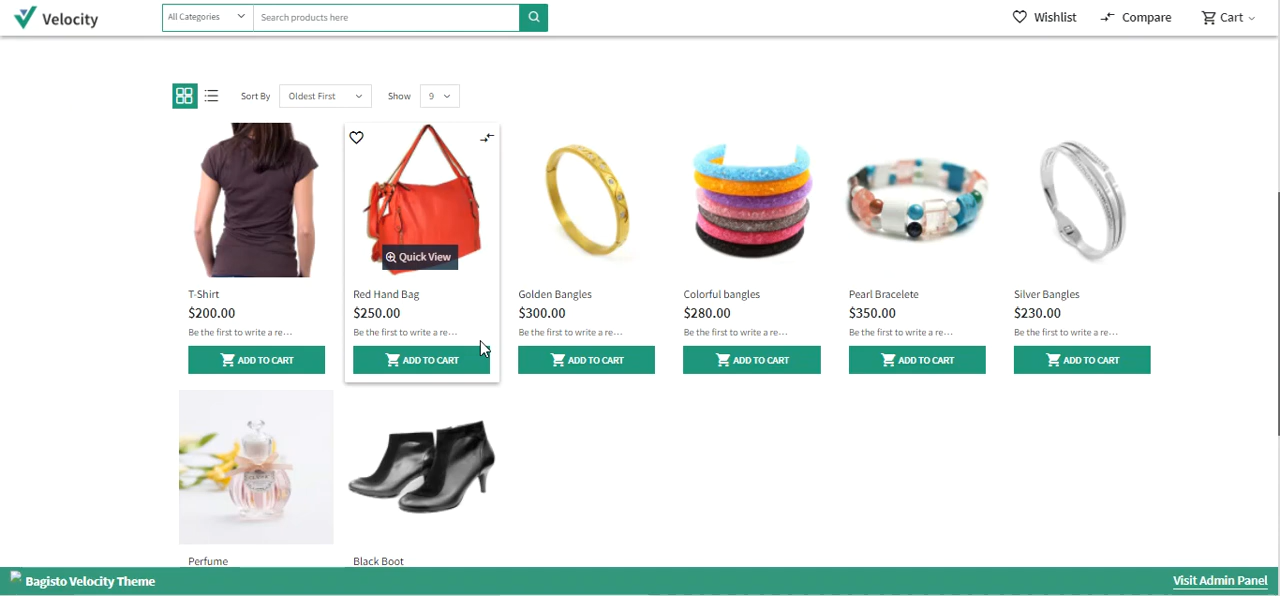 Velocity
All Categories
Search products here
Wishlist
Compare
Cart
Sort By
Oldest First
Show
9
Quick View
T-Shirt
Red Hand Bag
Golden Bangles
Colorful bangles
Pearl Bracelete
Silver Bangles
$200.00
$250.00
$300.00
$280.00
$350.00
$230.00
Be the first to write a re...
Be the first to write a re...
Be the first to write a re...
Be the first to write a re...
Be the first to write a re...
Be the first to write a re...
ADD TO CART
ADD TO CART
ADD TO CART
ADD TO CART
ADD TO CART
ADD TO CART
Perfume
Black Boot
Bagisto Velocity Theme
Visit Admin Panel